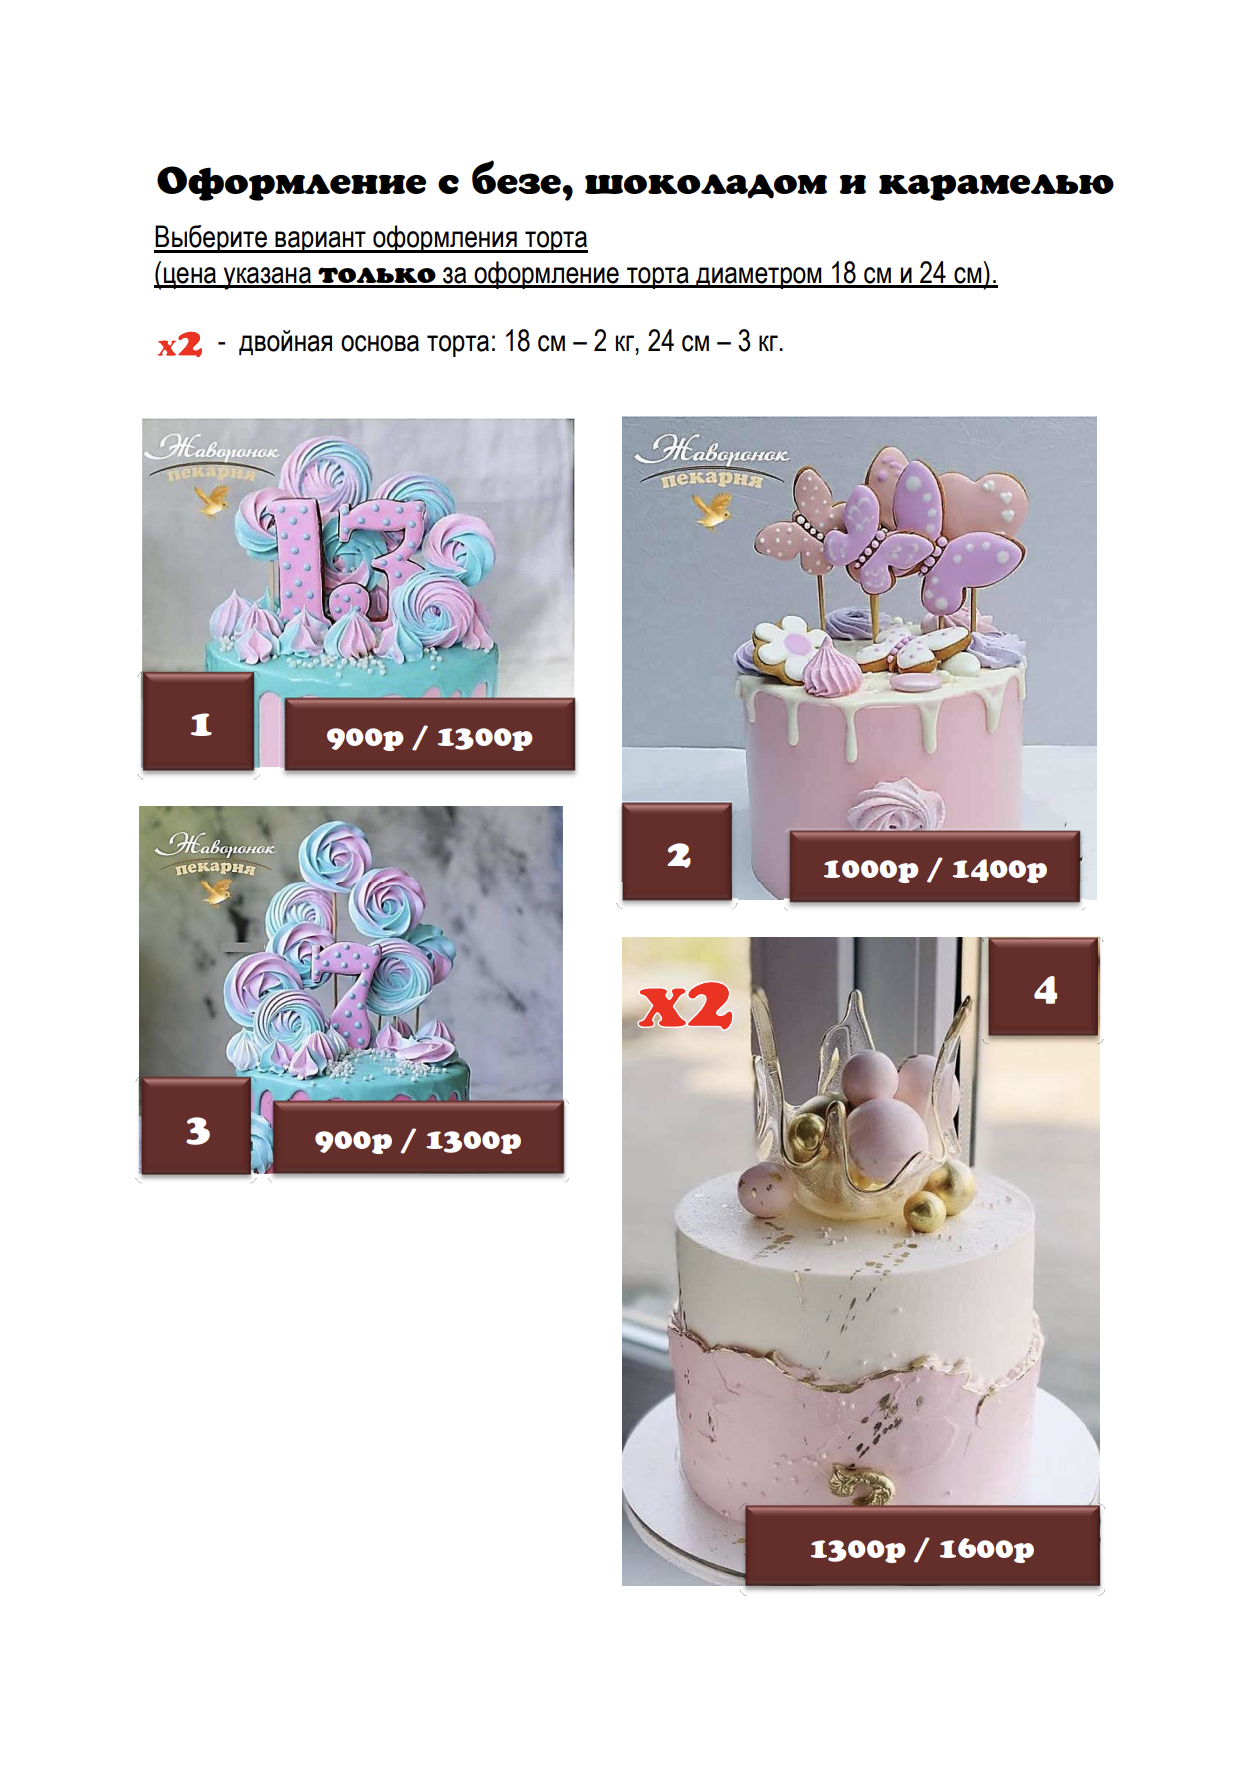 Оформление с безе, шоколадом и карамелью
Выберите вариант оформления торта
(цена указана только за оформление торта диаметром 18 см и 24 см).
x2 - двойная основа торта: 18 см – 2 кг, 24 см – 3 кг.
Жаворонок
пекарня
13
1
900р / 1300р
Жаворонок
пекарня
2
1000р / 1400р
Жаворонок
пекарня
7
3
900р / 1300р
x2
4
1300р / 1600р